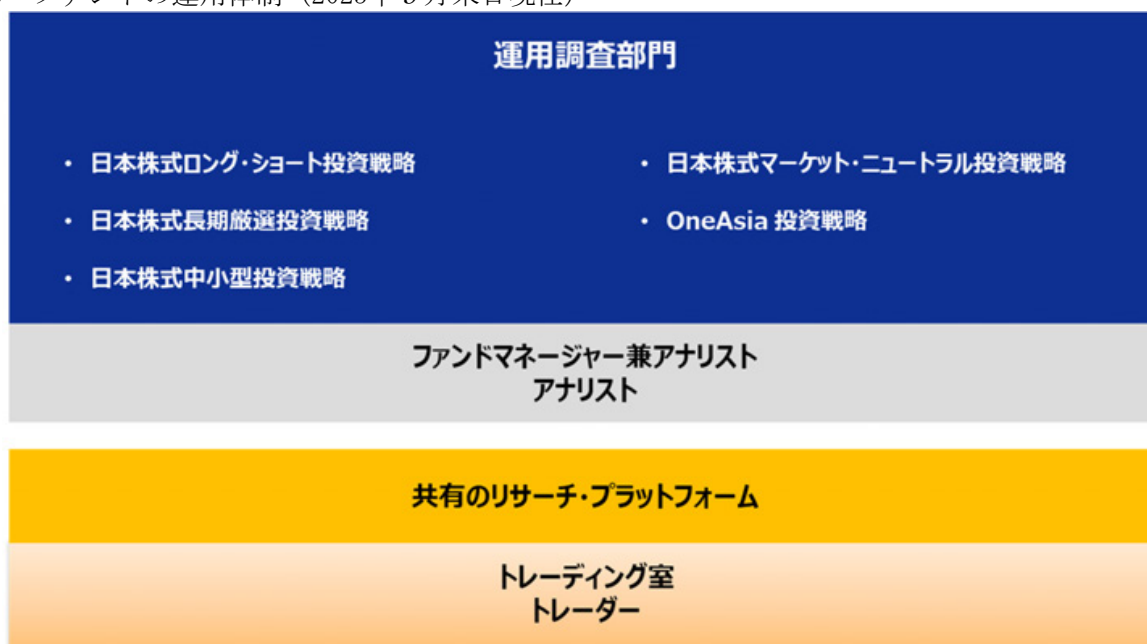 運用調査部門
・ 日本株式ロング・ショート投資戦略
・ 日本株式マーケット・ニュートラル投資戦略
・ 日本株式長期厳選投資戦略
・ OneAsia 投資戦略
・ 日本株式中小型投資戦略
ファンドマネージャー兼アナリスト
アナリスト
共有のリサーチ・プラットフォーム
トレーディング室
トレーダー